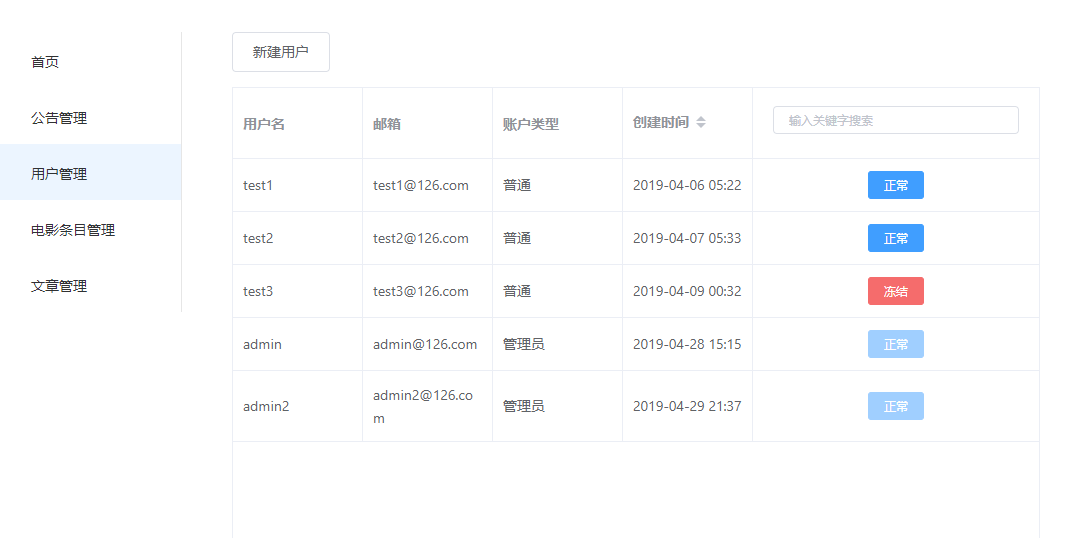 首页
公告管理
用户管理
电影条目管理
文章管理
新建用户
用户名 邮箱 账户类型 创建时间 输入关键字搜索
test1 test1@126.com 普通 2019-04-06 05:22 正常
test2 test2@126.com 普通 2019-04-07 05:33 正常
test3 test3@126.com 普通 2019-04-09 00:32 冻结
admin admin@126.com 管理员 2019-04-28 15:15 正常
admin2 admin2@126.co
m 管理员 2019-04-29 21:37 正常